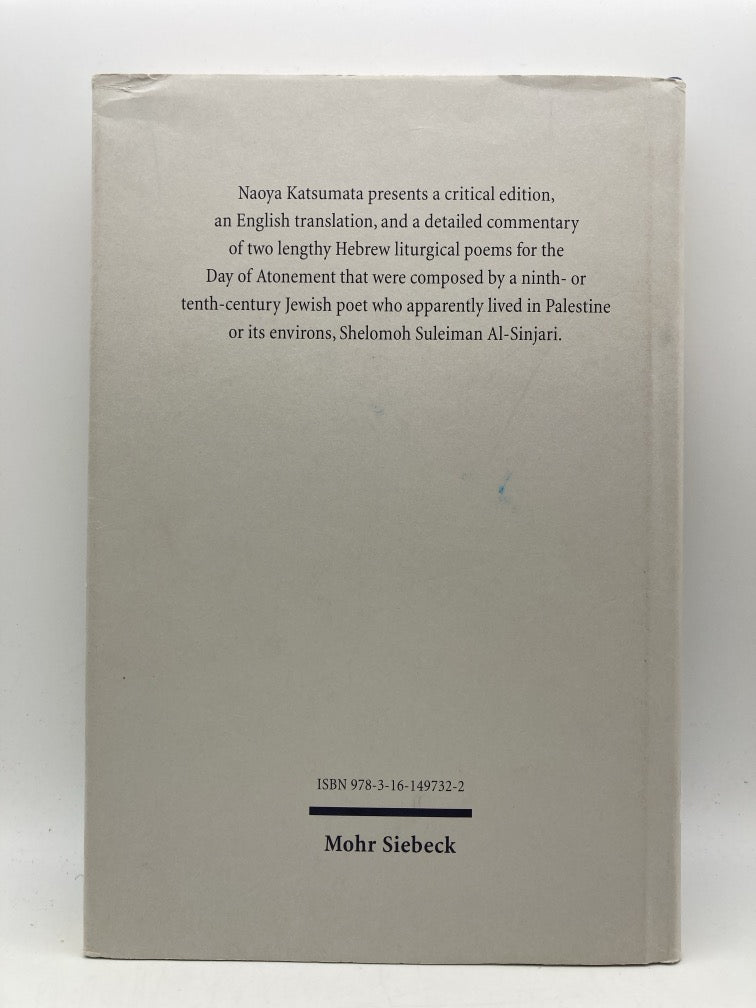 Naoya Katsumata presents a critical edition,
an English translation, and a detailed commentary
of two lengthy Hebrew liturgical poems for the
Day of Atonement that were composed by a ninth- or
tenth-century Jewish poet who apparently lived in Palestine
or its environs, Shelomoh Suleiman Al-Sinjari.
ISBN 978-3-16-149732-2
Mohr Siebeck